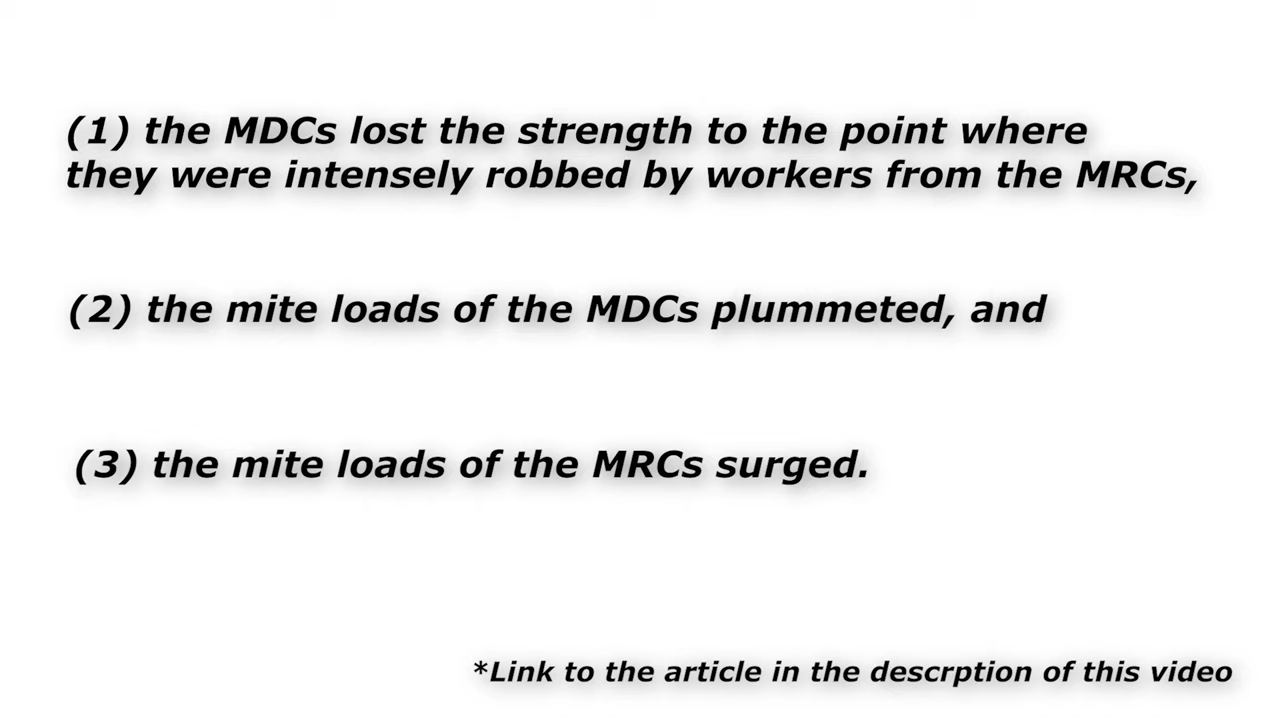 (1) the MDCs lost the strength to the point where
they were intensely robbed by workers from the MRCs,
(2) the mite loads of the MDCs plummeted, and
(3) the mite loads of the MRCs surged.
*Link to the article in the descrption of this video